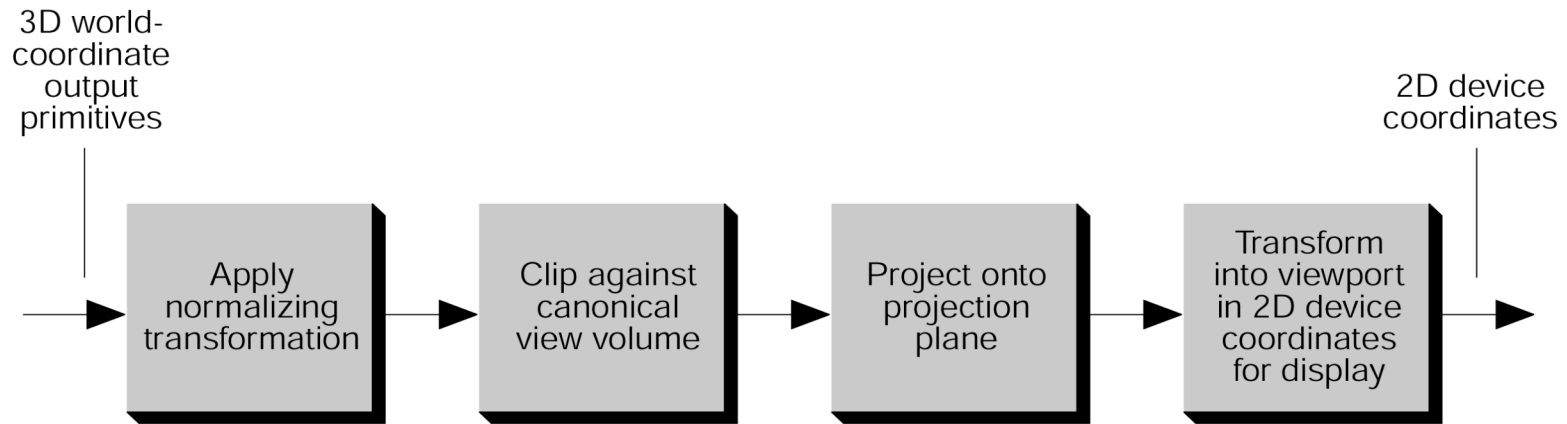 3D world-
coordinate
output
primitives
2D device
coordinates
Apply
normalizing
transformation
Clip against
canonical
view volume
Project onto
projection
plane
Transform
into viewport
in 2D device
coordinates
for display